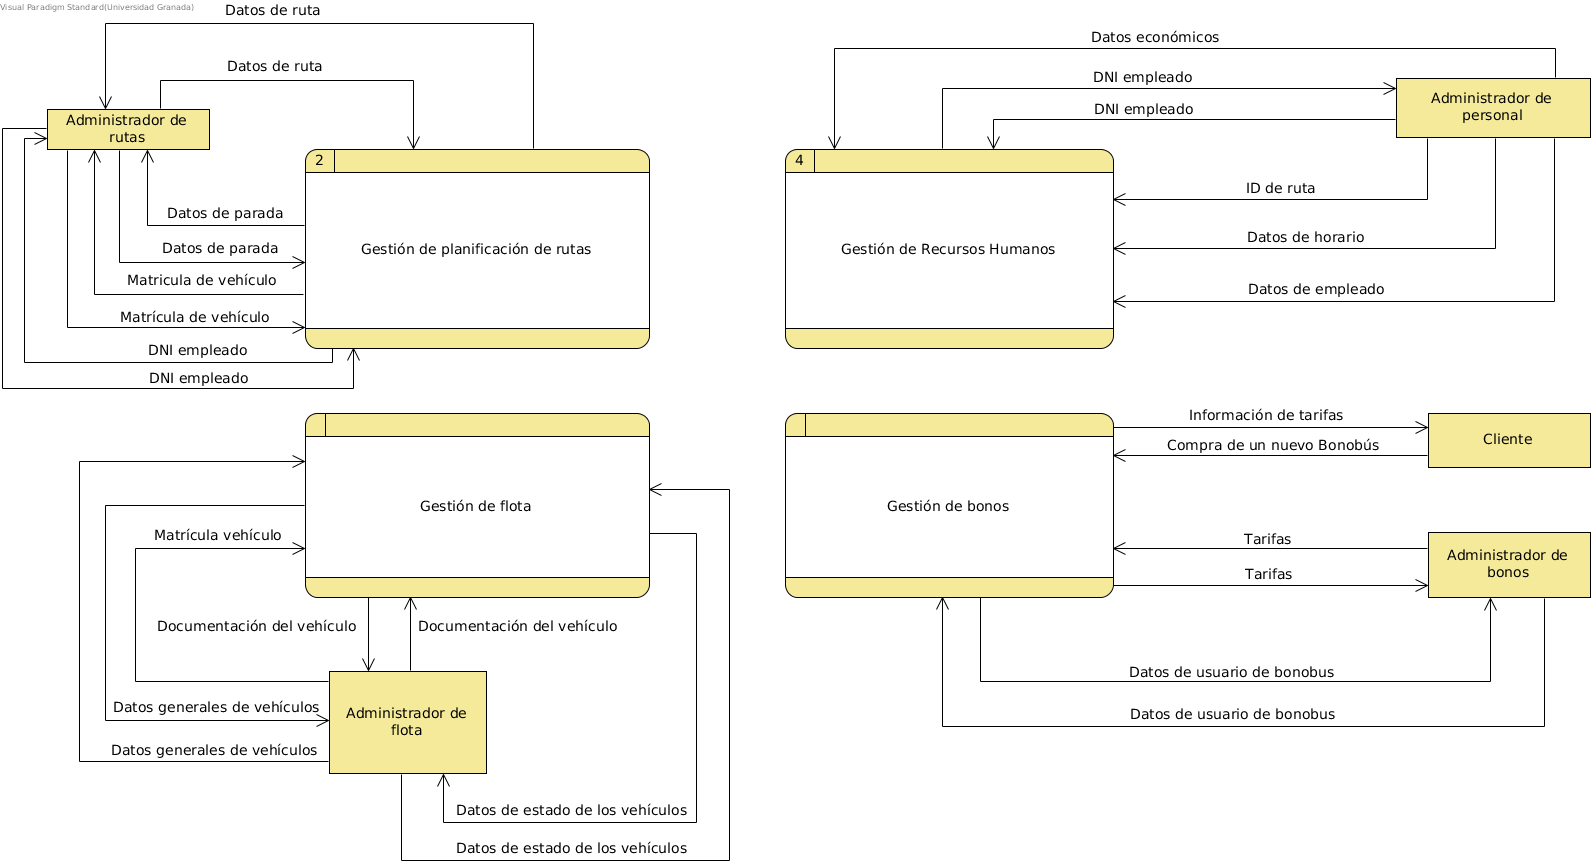 Visual Paradigm Standard(Universidad Granada)
Datos de ruta
Datos de ruta
Administrador de
rutas
2
Gestión de planificación de rutas
Datos de parada
Datos de parada
Matricula de vehículo
Matrícula de vehículo
DNI empleado
DNI empleado
Datos económicos
DNI empleado
DNI empleado
Administrador de
personal
4
Gestión de Recursos Humanos
ID de ruta
Datos de horario
Datos de empleado
Gestión de flota
Matrícula vehículo
Documentación del vehículo
Documentación del vehículo
Datos generales de vehículos
Datos generales de vehículos
Administrador de
flota
Datos de estado de los vehículos
Datos de estado de los vehículos
Gestión de bonos
Información de tarifas
Compra de un nuevo Bonobús
Cliente
Tarifas
Tarifas
Administrador de
bonos
Datos de usuario de bonobus
Datos de usuario de bonobus